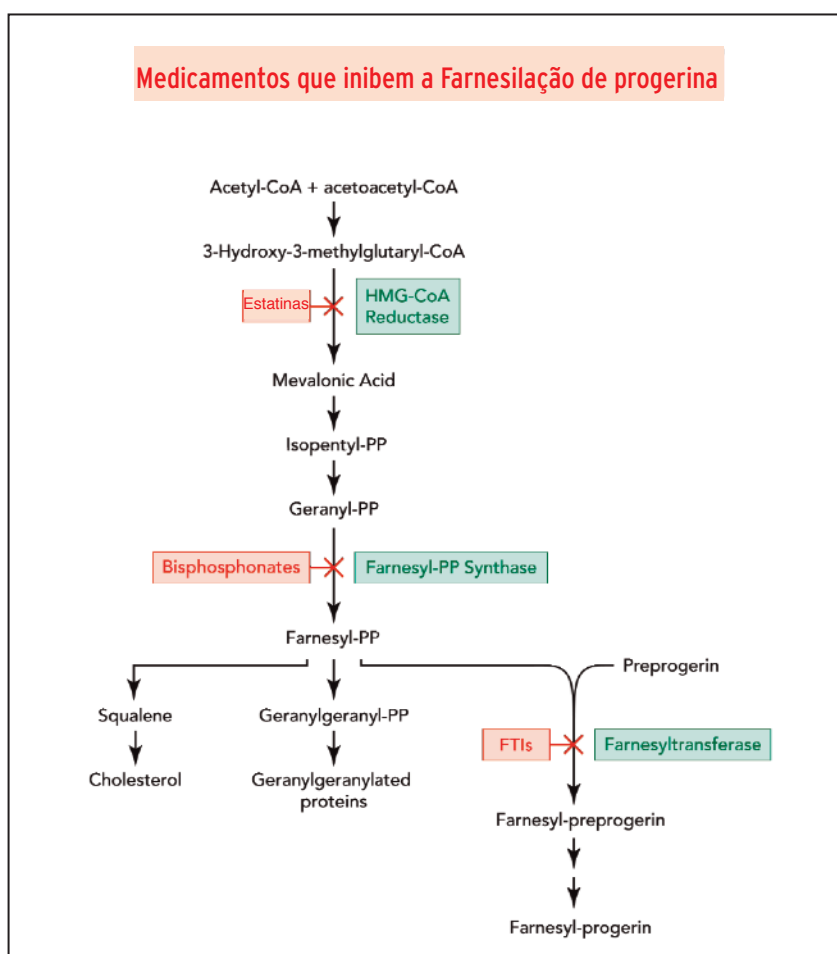 Medicamentos que inibem a Farnesilação de progerina
Acetyl-CoA + acetoacetyl-CoA
3-Hydroxy-3-methylglutaryl-CoA
Estatinas
HMG-CoA
Reductase
Mevalonic Acid
Isopentyl-PP
Geranyl-PP
Bisphosphonates
Farnesyl-PP Synthase
Farnesyl-PP
Preprogerin
Squalene
Geranylgeranyl-PP
FTIs
Farnesyltransferase
Cholesterol
Geranylgeranylated
proteins
Farnesyl-preprogerin
Farnesyl-progerin